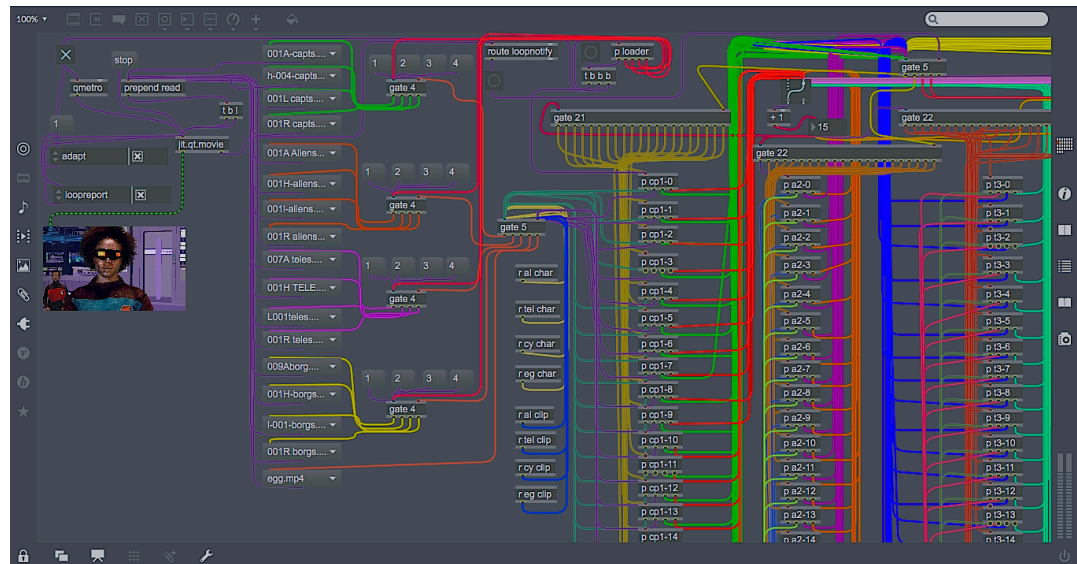 100%
stop
qmetro
prepend read
t b l
1
jit.qt.movie
adapt
loopreport
001A-capts....
h-004-capts....
001L capts....
001R capts....
001A Aliens...
001H-aliens...
001l-aliens...
001R aliens...
007A teles...
001H TELE....
L001teles....
001R teles...
009Aborg....
001H-borgs....
l-001-borgs....
001R borgs....
egg.mp4
1 2 3 4
gate 4
1 2 3 4
gate 4
1 2 3 4
gate 4
1 2 3 4
gate 4
route loopnotify
p loader
t b b b
gate 21
gate 5
r al char
r tel char
r cy char
r eg char
r al clip
r tel clip
r cy clip
r eg clip
p cp1-0
p cp1-1
p cp1-2
p cp1-3
p cp1-4
p cp1-5
p cp1-6
p cp1-7
p cp1-8
p cp1-9
p cp1-10
p cp1-11
p cp1-12
p cp1-13
p cp1-14
gate 5
+ 1
15
gate 22
gate 22
p a2-0
p a2-1
p a2-2
p a2-3
p a2-4
p a2-5
p a2-6
p a2-7
p a2-8
p a2-9
p a2-10
p a2-11
p a2-12
p a2-13
p a2-14
p t3-0
p t3-1
p t3-2
p t3-3
p t3-4
p t3-5
p t3-6
p t3-7
p t3-8
p t3-9
p t3-10
p t3-11
p t3-12
p t3-13
p t3-14